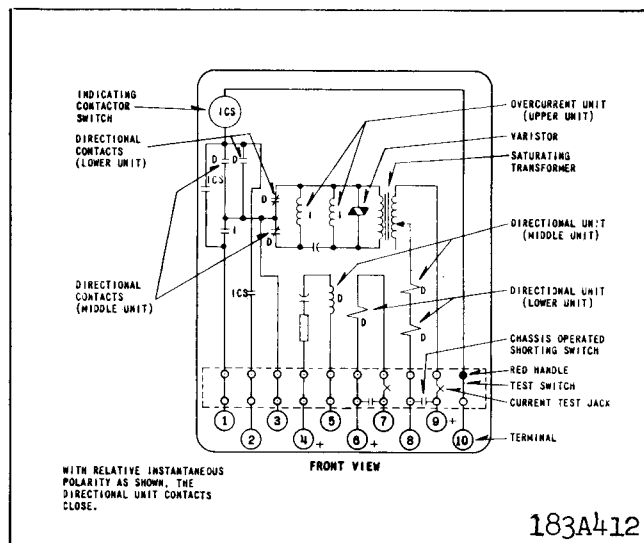 INDICATING
CONTACTOR
SWITCH
ICS
DIRECTIONAL
CONTACTS
(LOWER UNIT)
OVERCURRENT UNIT
(UPPER UNIT)
VARISTOR
SATURATING
TRANSFORMER
D
D
ICS
D
I
I
I
D
DIRECTIONAL UNIT
(MIDDLE UNIT)
DIRECTIONAL
CONTACTS
(MIDDLE UNIT)
ICS
D
D
D
D
DIRECTIONAL UNIT
(LOWER UNIT)
CHASSIS OPERATED
SHORTING SWITCH
RED HANDLE
TEST SWITCH
CURRENT TEST JACK
1
3
5
7
9
+
2
4
+
6
+
8
10
TERMINAL
FRONT VIEW
WITH RELATIVE INSTANTANEOUS
POLARITY AS SHOWN, THE
DIRECTIONAL UNIT CONTACTS
CLOSE.
183A412